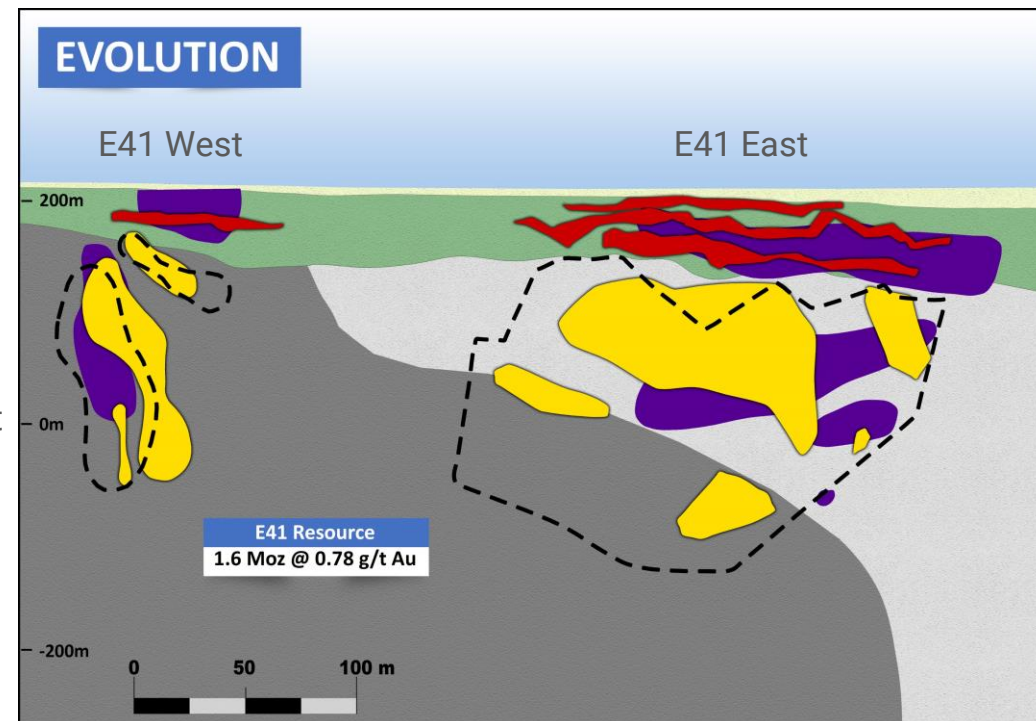 EVOLUTION
E41 West
E41 East
200m
0m
E41 Resource
1.6 Moz @ 0.78 g/t Au
-200m
0 50 100 m